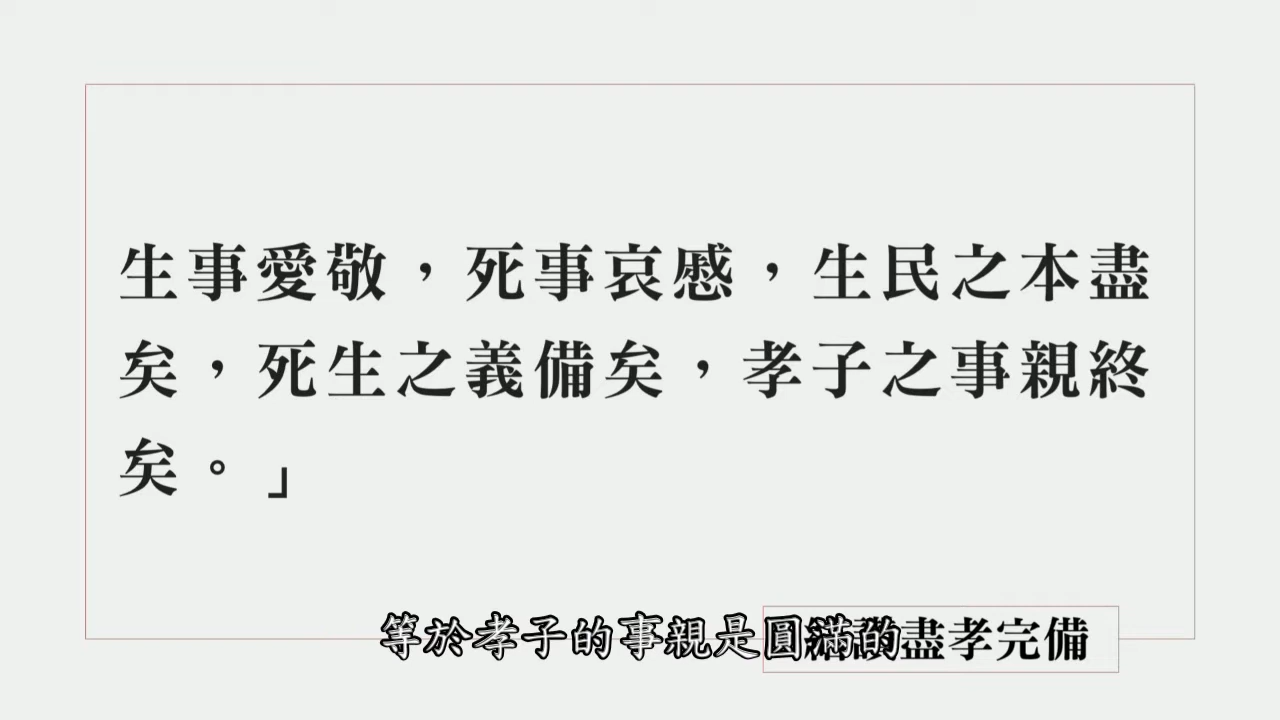 生事愛敬，死事哀慼，生民之本盡
矣，死生之義備矣，孝子之事親終
矣。」
等於孝子的事親是圓滿的
盡孝完備